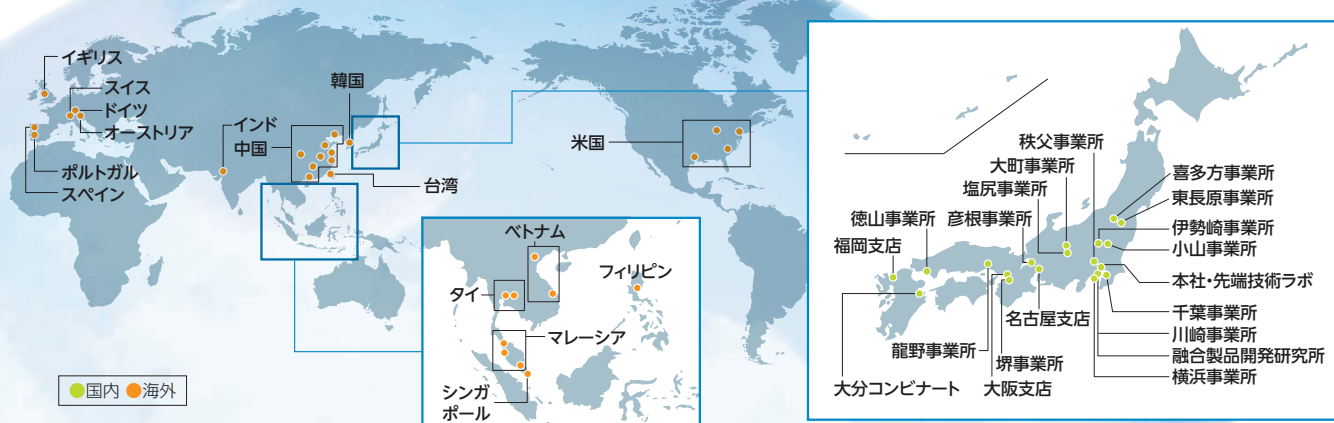 イギリス
スイス
ドイツ
オーストリア
ポルトガル
スペイン
インド
中国
韓国
台湾
米国
ベトナム
フィリピン
タイ
マレーシア
シンガ
ポール
国内 海外
秩父事業所
大町事業所
塩尻事業所
徳山事業所 彦根事業所
福岡支店
喜多方事業所
東長原事業所
伊勢崎事業所
小山事業所
本社・先端技術ラボ
千葉事業所
川崎事業所
融合製品開発研究所
横浜事業所
名古屋支店
龍野事業所
堺事業所
大分コンビナート
大阪支店